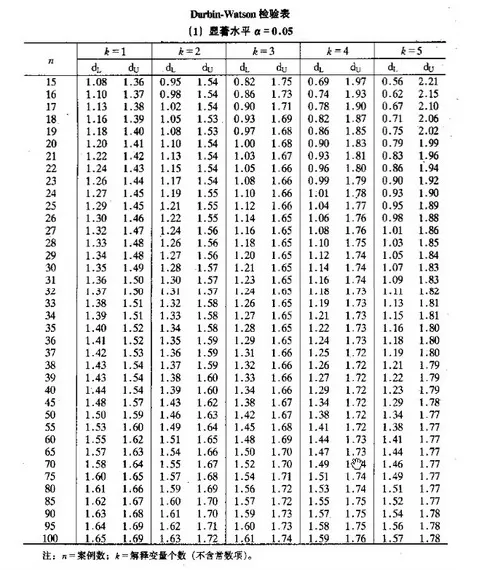 Durbin-Watson 检验表
(1) 显著水平 α=0.05
n k=1 k=2 k=3 k=4 k=5
dL dU dL dU dL dU dL dU dL dU
15 1.08 1.36 0.95 1.54 0.82 1.75 0.69 1.97 0.56 2.21
16 1.10 1.37 0.98 1.54 0.86 1.73 0.74 1.93 0.62 2.15
17 1.13 1.38 1.02 1.54 0.90 1.71 0.78 1.90 0.67 2.10
18 1.16 1.39 1.05 1.53 0.93 1.69 0.82 1.87 0.71 2.06
19 1.18 1.40 1.08 1.53 0.97 1.68 0.86 1.85 0.75 2.02
20 1.20 1.41 1.10 1.54 1.00 1.68 0.90 1.83 0.79 1.99
21 1.22 1.42 1.13 1.54 1.03 1.67 0.93 1.81 0.83 1.96
22 1.24 1.43 1.15 1.54 1.05 1.66 0.96 1.80 0.86 1.94
23 1.26 1.44 1.17 1.54 1.08 1.66 0.99 1.79 0.90 1.92
24 1.27 1.45 1.19 1.55 1.10 1.66 1.01 1.78 0.93 1.90
25 1.29 1.45 1.21 1.55 1.12 1.66 1.04 1.77 0.95 1.89
26 1.30 1.46 1.22 1.55 1.14 1.65 1.06 1.76 0.98 1.88
27 1.32 1.47 1.24 1.56 1.16 1.65 1.08 1.76 1.01 1.86
28 1.33 1.48 1.26 1.56 1.18 1.65 1.10 1.75 1.03 1.85
29 1.34 1.48 1.27 1.56 1.20 1.65 1.12 1.74 1.05 1.84
30 1.35 1.49 1.28 1.57 1.21 1.65 1.14 1.74 1.07 1.83
31 1.36 1.50 1.30 1.57 1.23 1.65 1.16 1.74 1.09 1.83
32 1.37 1.50 1.31 1.57 1.24 1.65 1.18 1.73 1.11 1.82
33 1.38 1.51 1.32 1.58 1.26 1.65 1.19 1.73 1.13 1.81
34 1.39 1.51 1.33 1.58 1.27 1.65 1.21 1.73 1.15 1.81
35 1.40 1.52 1.34 1.58 1.28 1.65 1.22 1.73 1.16 1.80
36 1.41 1.52 1.35 1.59 1.29 1.65 1.24 1.73 1.18 1.80
37 1.42 1.53 1.36 1.59 1.31 1.66 1.25 1.72 1.19 1.80
38 1.43 1.54 1.37 1.59 1.32 1.66 1.26 1.72 1.21 1.79
39 1.43 1.54 1.38 1.60 1.33 1.66 1.27 1.72 1.22 1.79
40 1.44 1.54 1.39 1.60 1.34 1.66 1.29 1.72 1.23 1.79
45 1.48 1.57 1.43 1.62 1.38 1.67 1.34 1.72 1.29 1.78
50 1.50 1.59 1.46 1.63 1.42 1.67 1.38 1.72 1.34 1.77
55 1.53 1.60 1.49 1.64 1.45 1.68 1.41 1.72 1.38 1.77
60 1.55 1.62 1.51 1.65 1.48 1.69 1.44 1.73 1.41 1.77
65 1.57 1.63 1.54 1.66 1.50 1.70 1.47 1.73 1.44 1.77
70 1.58 1.64 1.55 1.67 1.52 1.70 1.49 1.46 1.77
75 1.60 1.65 1.57 1.68 1.54 1.71 1.51 1.74 1.49 1.77
80 1.61 1.66 1.59 1.69 1.56 1.72 1.53 1.74 1.51 1.77
85 1.62 1.67 1.60 1.70 1.57 1.72 1.55 1.75 1.52 1.77
90 1.63 1.68 1.61 1.70 1.59 1.73 1.57 1.75 1.54 1.78
95 1.64 1.69 1.62 1.71 1.60 1.73 1.58 1.75 1.56 1.78
100 1.65 1.69 1.63 1.72 1.61 1.74 1.59 1.76 1.57 1.78
注：n=案例数；k=解释变量个数（不含常数项）。